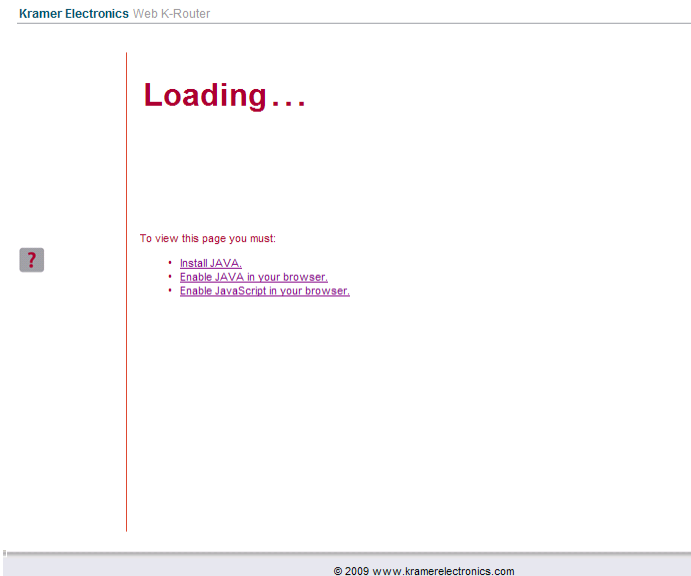 Kramer Electronics Web K-Router
Loading...
To view this page you must:
• Install JAVA.
• Enable JAVA in your browser.
• Enable JavaScript in your browser.
?
© 2009 www.kramerelectronics.com